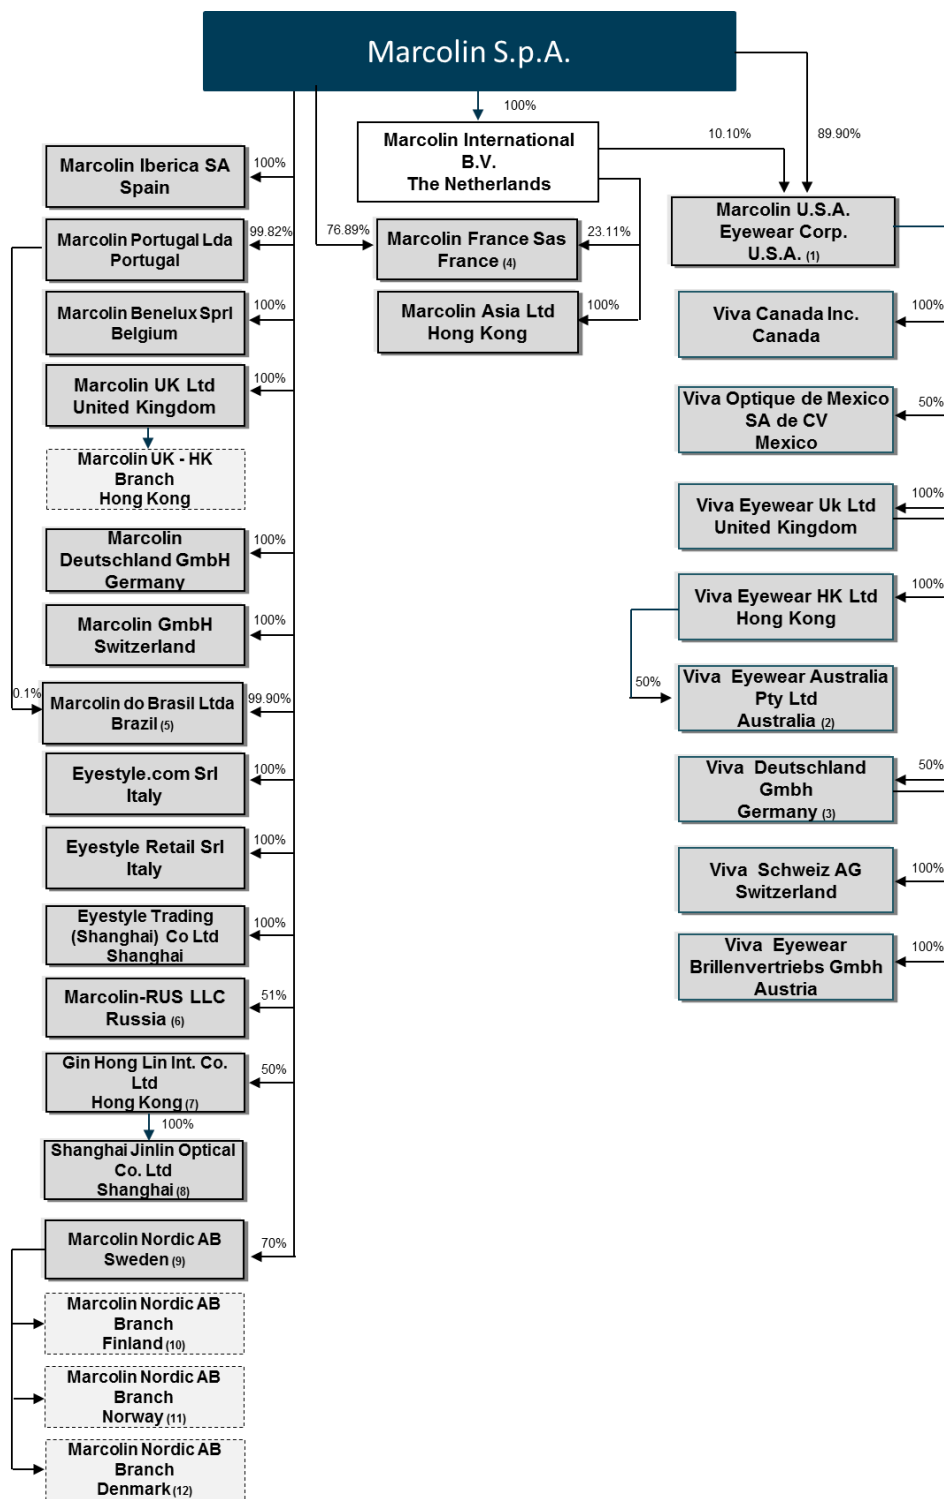 Marcolin S.p.A.
100%
Marcolin International
B.V.
The Netherlands
10.10%
89.90%
Marcolin Iberica SA
Spain
100%
Marcolin Portugal Lda
Portugal
99.82%
76.89%
Marcolin France Sas
France (4)
23.11%
Marcolin U.S.A.
Eyewear Corp.
U.S.A. (1)
Marcolin Benelux Sprl
Belgium
100%
Marcolin Asia Ltd
Hong Kong
100%
Viva Canada Inc.
Canada
100%
Marcolin UK Ltd
United Kingdom
100%
Viva Optique de Mexico
SA de CV
Mexico
50%
Marcolin UK - HK
Branch
Hong Kong
Viva Eyewear Uk Ltd
United Kingdom
100%
Marcolin
Deutschland GmbH
Germany
100%
Viva Eyewear HK Ltd
Hong Kong
100%
Marcolin GmbH
Switzerland
100%
50%
Viva Eyewear Australia
Pty Ltd
Australia (2)
0.1%
Marcolin do Brasil Ltda
Brazil (5)
99.90%
Eyestyle.com Srl
Italy
100%
Viva Deutschland
Gmbh
Germany (3)
50%
Eyestyle Retail Srl
Italy
100%
Viva Schweiz AG
Switzerland
100%
Eyestyle Trading
(Shanghai) Co Ltd
Shanghai
100%
Viva Eyewear
Brillenvertriebs Gmbh
Austria
100%
Marcolin-RUS LLC
Russia (6)
51%
Gin Hong Lin Int. Co.
Ltd
Hong Kong (7)
50%
100%
Shanghai Jinlin Optical
Co. Ltd
Shanghai (8)
Marcolin Nordic AB
Sweden (9)
70%
Marcolin Nordic AB
Branch
Finland (10)
Marcolin Nordic AB
Branch
Norway (11)
Marcolin Nordic AB
Branch
Denmark (12)